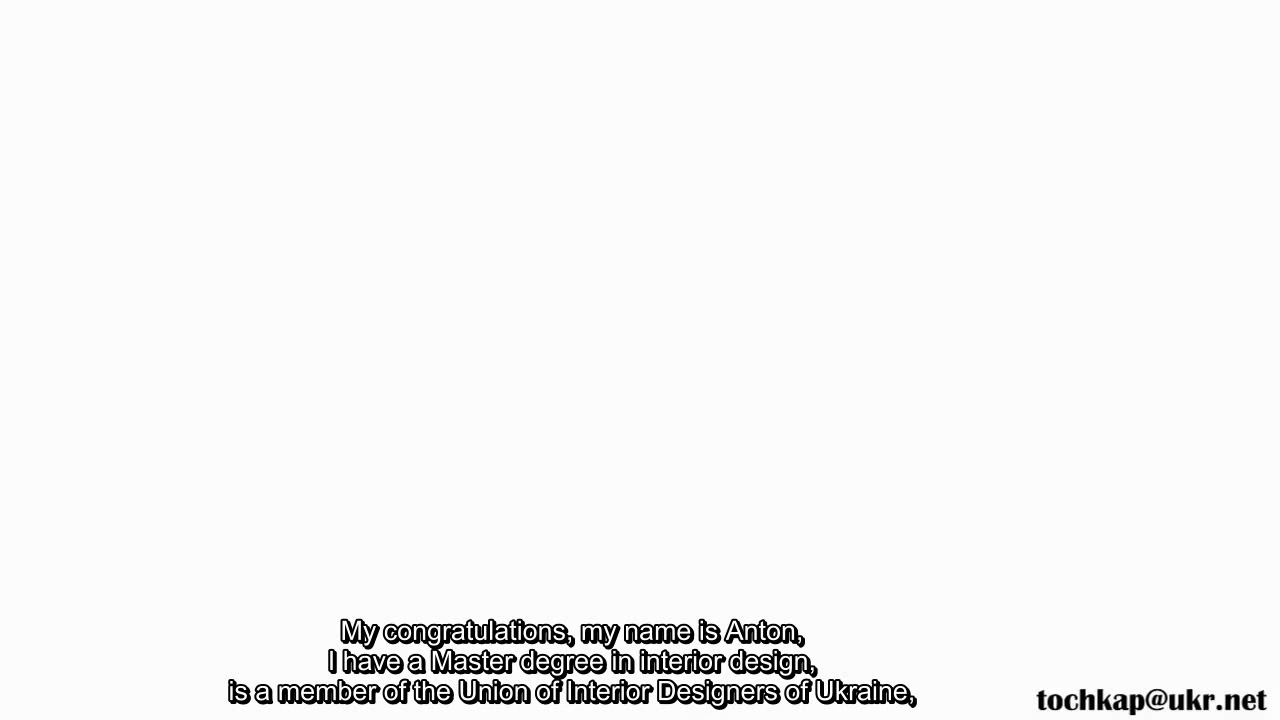 My congratulations, my name is Anton,
I have a Master degree in interior design,
is a member of the Union of Interior Designers of Ukraine,
tochkap@ukr.net